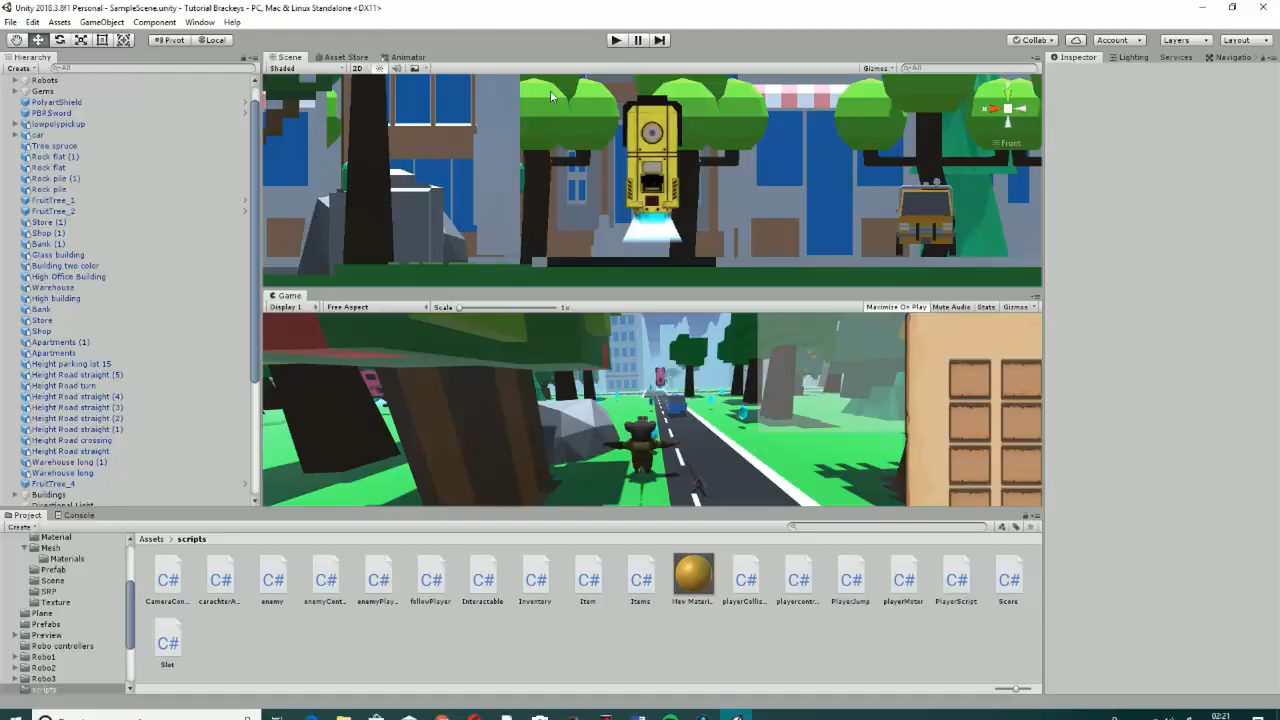 Unity 2018.3.8f1 Personal - SampleScene.unity - Tutorial Brackeys - PC, Mac & Linux Standalone <DX11>
File Edit Assets GameObject Component Window Help
Pivot Local Collab Account Layers Layout
Hierarchy Scene Asset Store Animator Inspector Lighting Services Navigatio
Create All Shaded 2D Gizmos All
Robots
Gems
PolyartShield
PBRSword
lowpolypickup
car
Tree spruce
Rock flat (1)
Rock flat
Rock pile (1)
Rock pile
FruitTree_1
FruitTree_2
Store (1)
Shop (1)
Bank (1)
Glass building
Building two color
High Office Building
Warehouse
High building
Bank
Store
Shop
Apartments (1)
Apartments
Height parking lot 15
Height Road straight (5)
Height Road turn
Height Road straight (4)
Height Road straight (3)
Height Road straight (2)
Height Road straight (1)
Height Road crossing
Height Road straight
Warehouse long (1)
Warehouse long
FruitTree_4
Buildings
Directional Light
Front
Game
Display 1 Free Aspect Scale 1x Maximize On Play Mute Audio Stats Gizmos
Project Console
Create
Material
Mesh
Materials
Prefab
Scene
SRP
Texture
Plane
Prefabs
Preview
Robo controllers
Robo1
Robo2
Robo3
scripts
Assets scripts
C# C# C# C# C# C# C# C# C# C# C# C# C# C# C# C#
CameraCon... carachterA... enemy enemyCont... enemyPlay... followPlayer Interactable Inventory Item Items New Materi... playerCollis... playercontr... PlayerJump playerMotor PlayerScript Score
C#
Slot
02:21